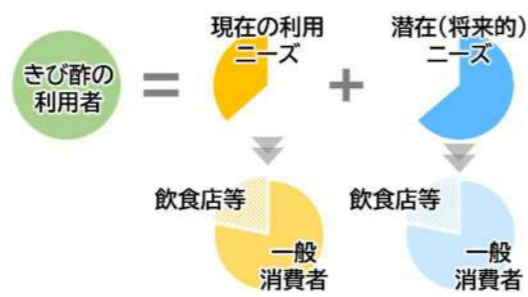 現在の利用
ニーズ
潜在(将来的)
ニーズ
きび酢の
利用者
=
+
飲食店等
一般
消費者
飲食店等
一般
消費者